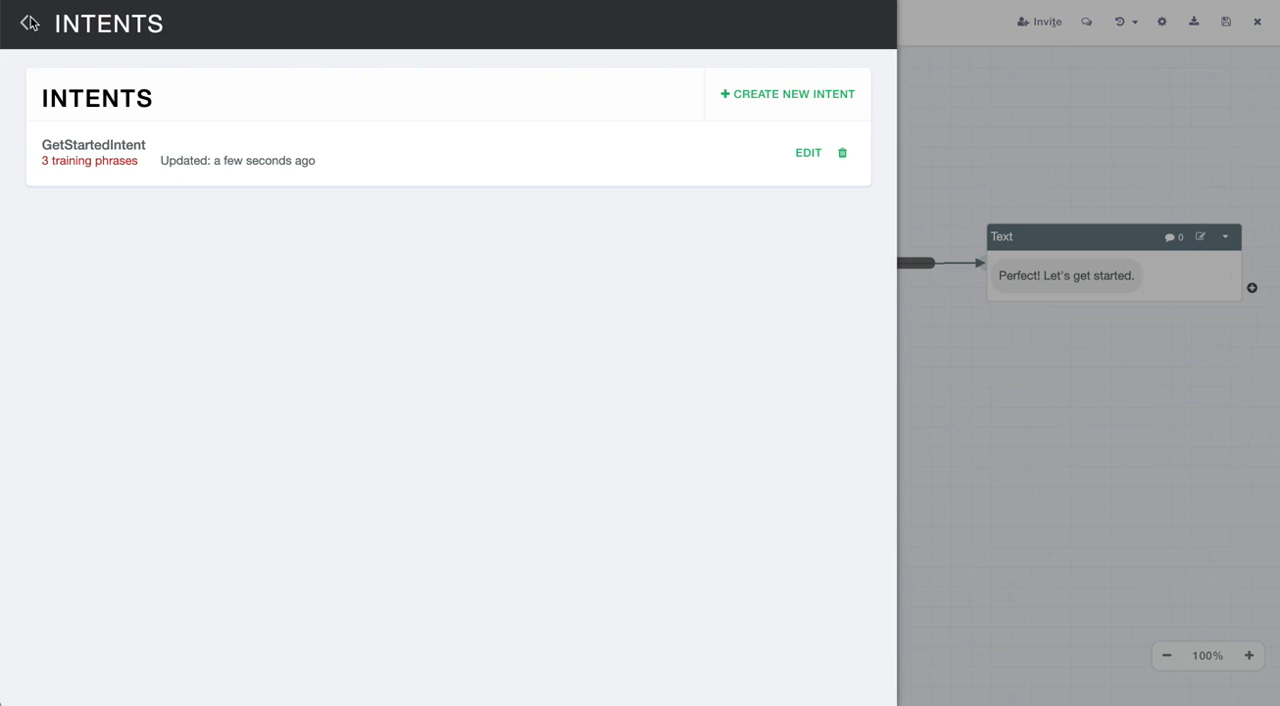 INTENTS
Invite
INTENTS
+ CREATE NEW INTENT
GetStartedIntent
3 training phrases Updated: a few seconds ago
EDIT
Text 0
Perfect! Let's get started.
− 100% +